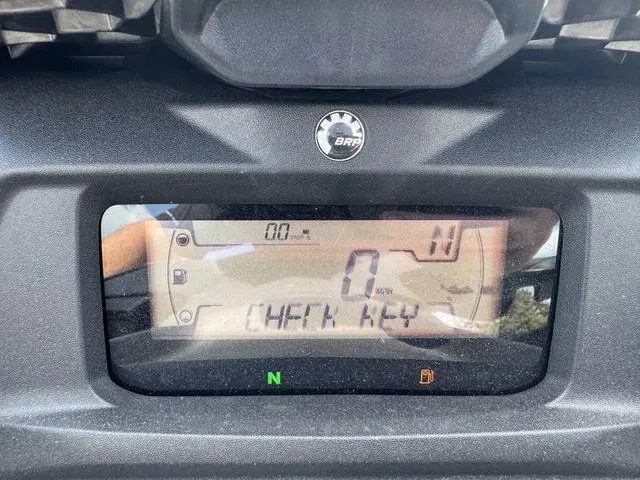 BRP
0.0 MI
TRIP A
N
0 MPH
CHECK KEY
N